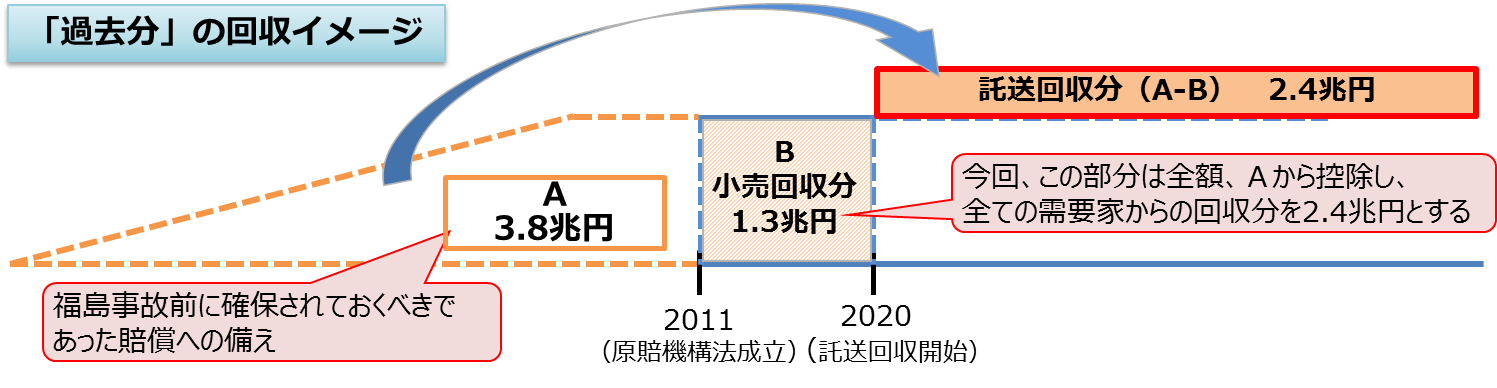 「過去分」の回収イメージ
託送回収分（A-B）　2.4兆円
A
3.8兆円
B
小売回収分
1.3兆円
今回、この部分は全額、Ａから控除し、
全ての需要家からの回収分を2.4兆円とする
福島事故前に確保されておくべきで
あった賠償への備え
2011
（原賠機構法成立）
2020
（託送回収開始）